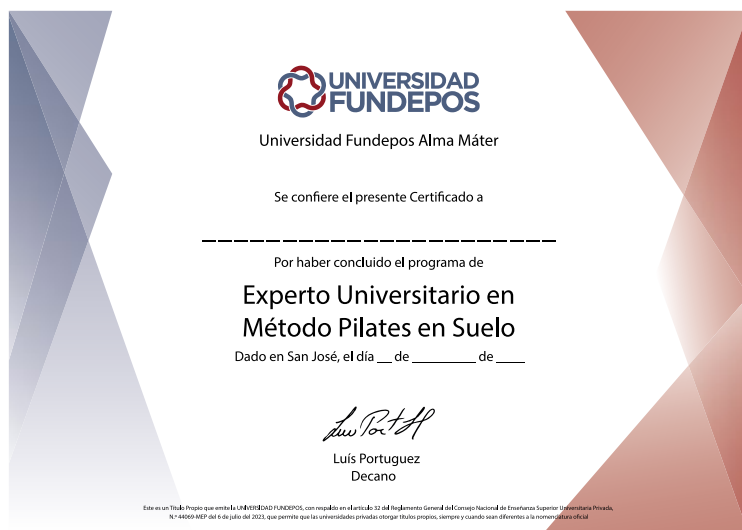 UNIVERSIDAD
FUNDEPOS
Universidad Fundepos Alma Máter
Se confiere el presente Certificado a
Por haber concluido el programa de
Experto Universitario en
Método Pilates en Suelo
Dado en San José, el día __ de ________ de ____
Luís Portuguez
Decano
Este es un Título Propio que emite la UNIVERSIDAD FUNDEPOS, con respaldo en el artículo 32 del Reglamento General del Consejo Nacional de Enseñanza Superior Universitaria Privada,
N.º 44069-MEP del 6 de julio del 2023, que permite que las universidades privadas otorgar títulos propios, siempre y cuando sean diferentes a la nomenclatura oficial